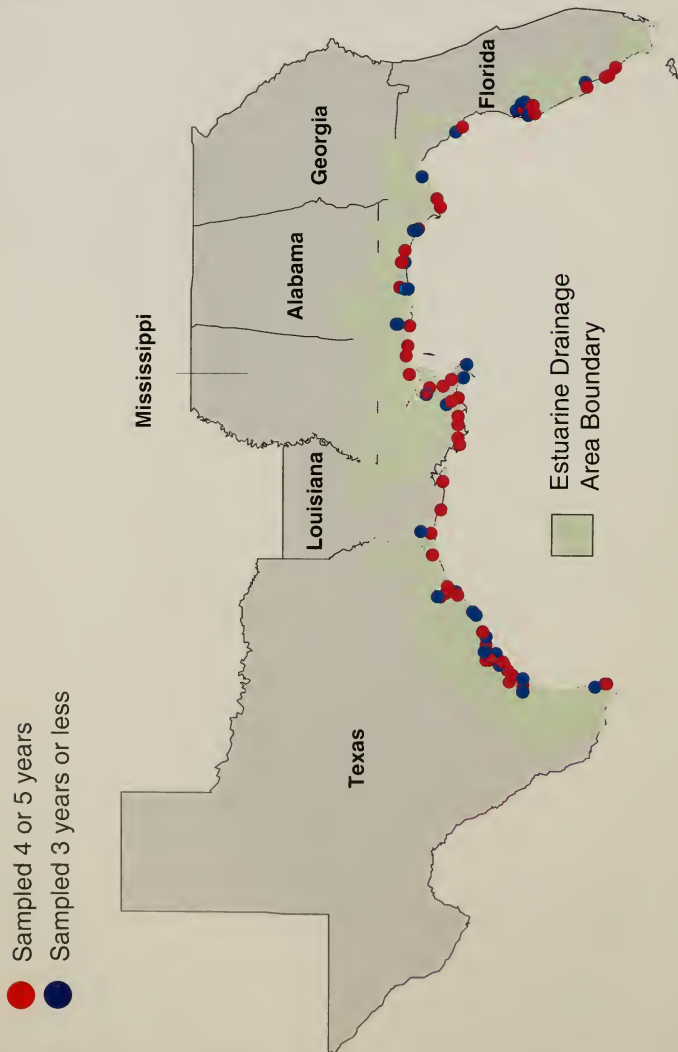 Sampled 4 or 5 years
Sampled 3 years or less
Mississippi
Texas
Louisiana
Alabama
Georgia
Florida
Estuarine Drainage
Area Boundary